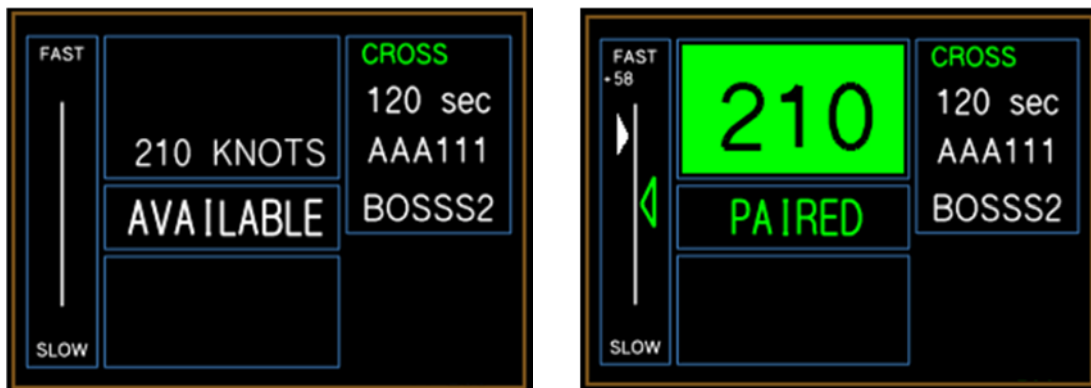 FAST
SLOW
210 KNOTS
AVAILABLE
CROSS
120 sec
AAA111
BOSSS2
FAST
+58
SLOW
210
PAIRED
CROSS
120 sec
AAA111
BOSSS2